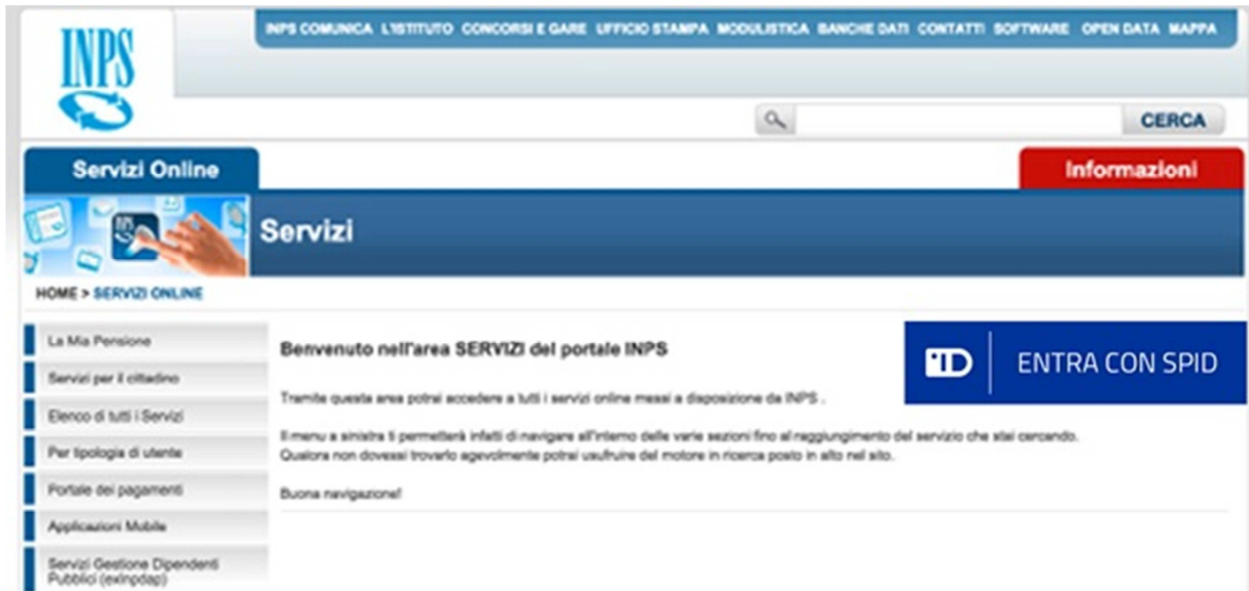 INPS
INPS COMUNICA L'ISTITUTO CONCORSI E GARE UFFICIO STAMPA MODULISTICA BANCHE DATI CONTATTI SOFTWARE OPEN DATA MAPPA
CERCA
Servizi Online
Informazioni
INPS
Servizi
HOME > SERVIZI ONLINE
La Mia Pensione
Servizi per il cittadino
Elenco di tutti i Servizi
Per tipologia di utente
Portale dei pagamenti
Applicazioni Mobile
Servizi Gestione Dipendenti
Pubblici (exInpdap)
Benvenuto nell'area SERVIZI del portale INPS
ENTRA CON SPID
Tramite questa area potrai accedere a tutti i servizi online messi a disposizione da INPS .
Il menu a sinistra ti permetterà infatti di navigare all'interno delle varie sezioni fino al raggiungimento del servizio che stai cercando.
Qualora non dovessi trovarlo agevolmente potrai usufruire del motore in ricerca posto in alto nel sito.
Buona navigazione!